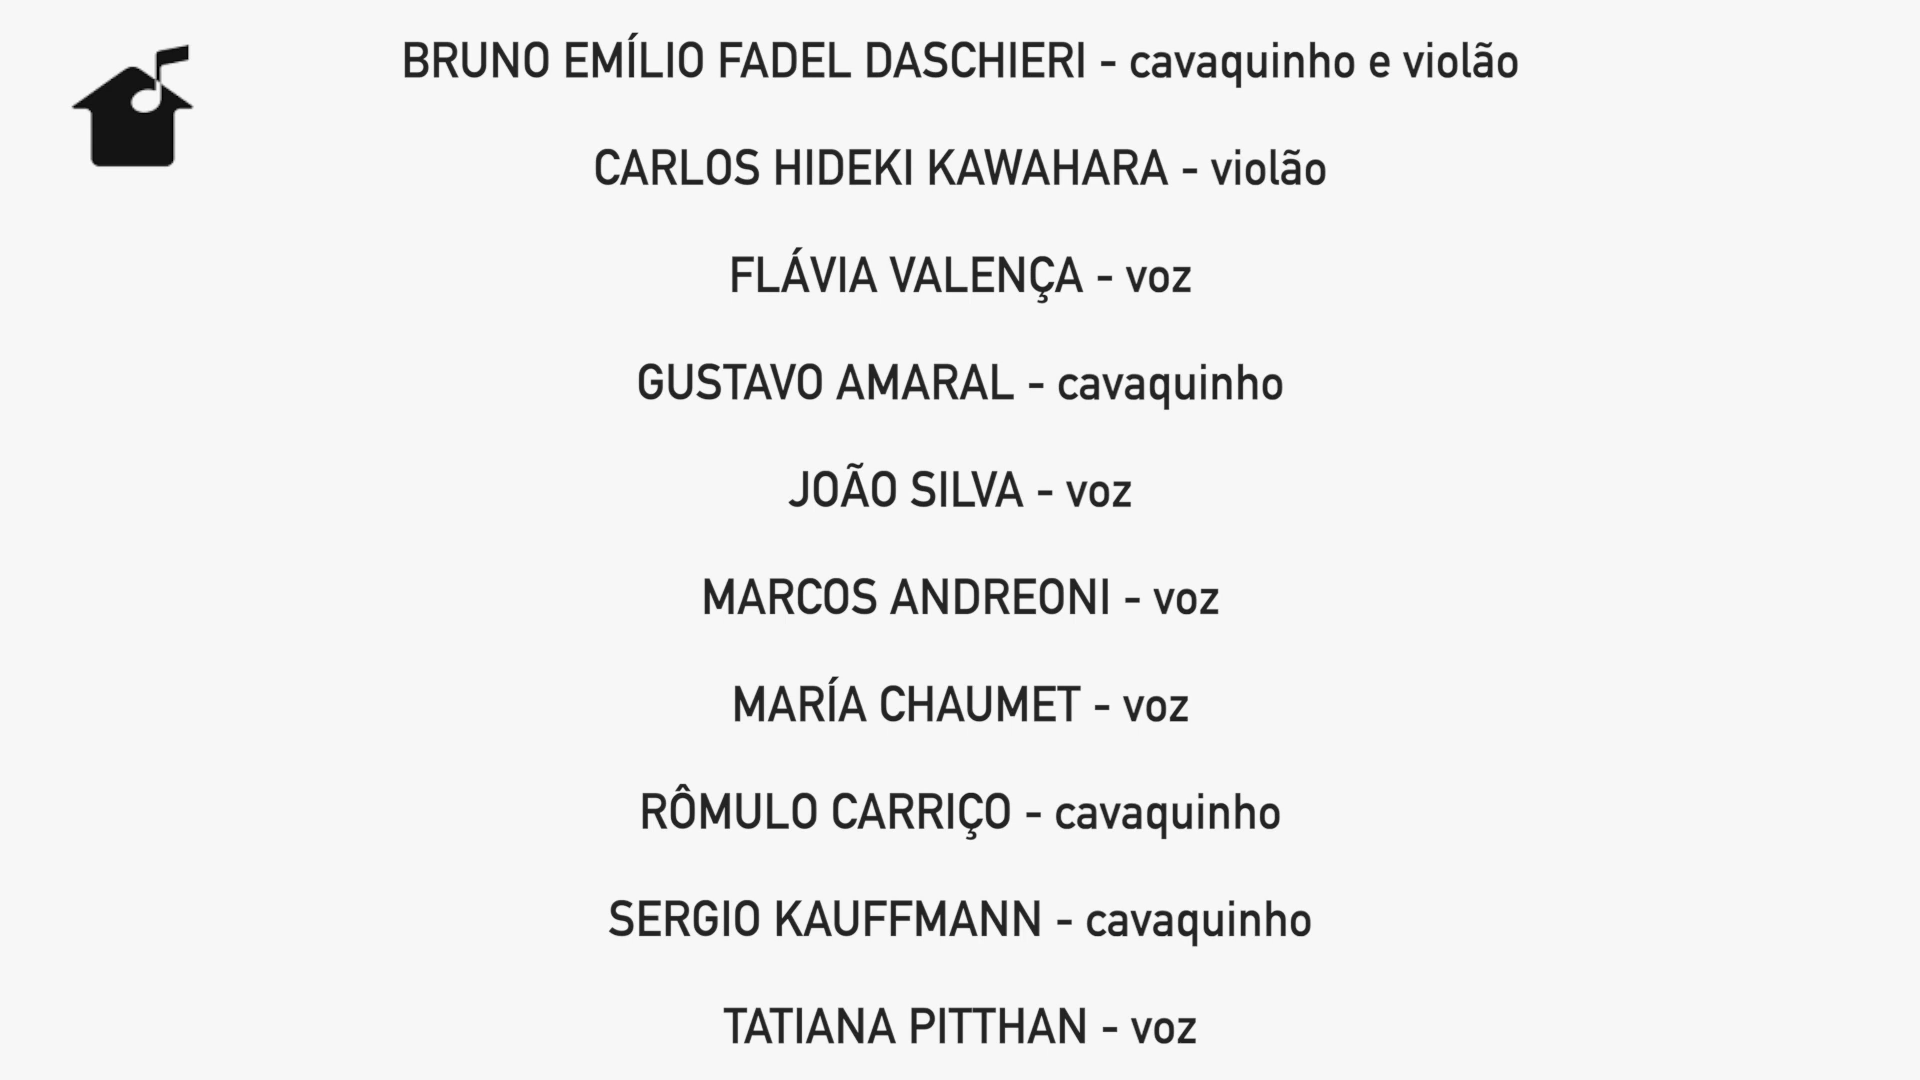 BRUNO EMÍLIO FADEL DASCHIERI - cavaquinho e violão
CARLOS HIDEKI KAWAHARA - violão
FLÁVIA VALENÇA - voz
GUSTAVO AMARAL - cavaquinho
JOÃO SILVA - voz
MARCOS ANDREONI - voz
MARÍA CHAUMET - voz
RÔMULO CARRIÇO - cavaquinho
SERGIO KAUFFMANN - cavaquinho
TATIANA PITTHAN - voz